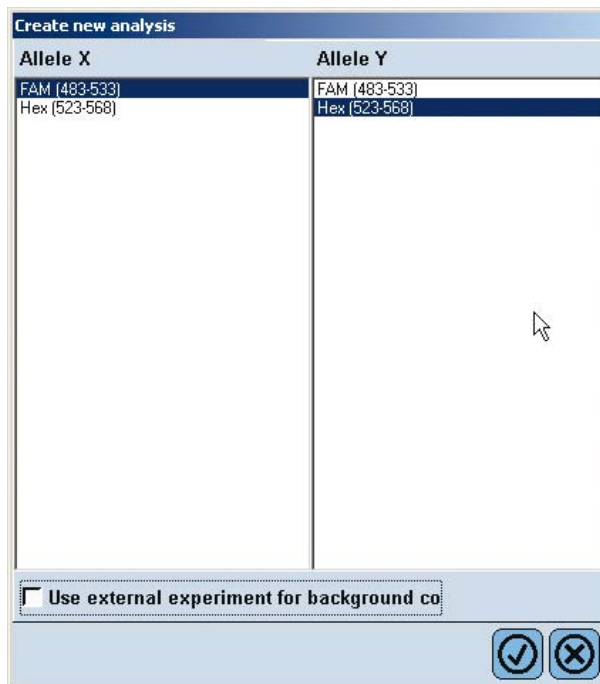 Create new analysis
Allele X
Allele Y
FAM (483-533)
Hex (523-568)
FAM (483-533)
Hex (523-568)
Use external experiment for background co